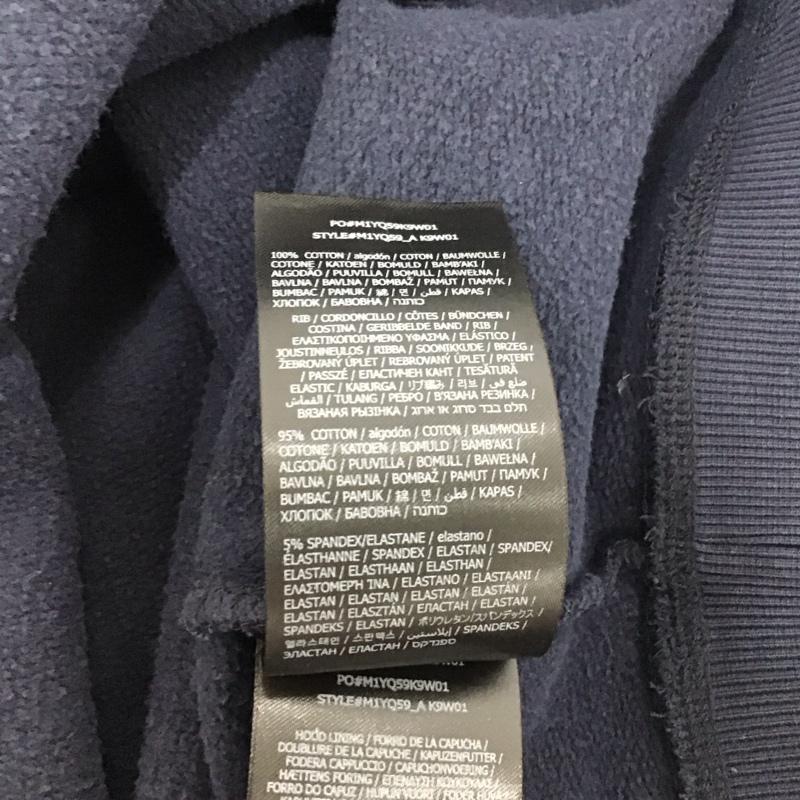 PO#M1YQ59K9W01
STYLE#M1YQ59_A K9W01
100% COTTON / algodón / COTON / BAUMWOLLE /
COTONE / KATOEN / BOMULD / ΒΑΜΒΑΚΙ /
ALGODÃO / PUUVILLA / BOMULL / BAWEŁNA /
BAVLNA / BAVLNA / BOMBAŽ / PAMUT / ПАМУК /
BUMBAC / PAMUK / 綿 / 면 / قطن / KAPAS /
ХЛОПОК / БАВОВНА / כותנה
RIB / CORDONCILLO / CÔTES / BÜNDCHEN /
COSTINA / GERIBBELDE BAND / RIB /
ΕΛΑΣΤΙΚΟΠΟΙΗΜΕΝΟ ΥΦΑΣΜΑ / ELÁSTICO /
JOUSTINNEULOS / RIBBA / SOONIKKUDE / BRZEG /
ŽEBROVANÝ ÚPLET / REBROVANÝ ÚPLET / PATENT
/ PASSZÉ / ЕЛАСТИЧЕН КАНТ / TESĂTURĂ
ELASTIC / KABURGA / リブ編み / 리브 / ضلع في
القماش / TULANG / РЕБРО / В'ЯЗАНА РЕЗИНКА /
ВЯЗАНАЯ РЫЗІНКА / תלם בבד סרוג או ארוג
95% COTTON / algodón / COTON / BAUMWOLLE /
COTONE / KATOEN / BOMULD / ΒΑΜΒΑΚΙ /
ALGODÃO / PUUVILLA / BOMULL / BAWEŁNA /
BAVLNA / BAVLNA / BOMBAŽ / PAMUT / ПАМУК /
BUMBAC / PAMUK / 綿 / 면 / قطن / KAPAS /
ХЛОПОК / БАВОВНА / כותנה
5% SPANDEX/ELASTANE / elastano /
ÉLASTHANNE / SPANDEX / ELASTAN / SPANDEX/
ELASTAN / ELASTHAAN / ELASTHAN /
ΕΛΑΣΤΟΜΕΡΗ ΊΝΑ / ELASTANO / ELASTAANI /
ELASTAN / ELASTAN / ELASTAN / ELASTAN /
ELASTAN / ELASZTÁN / ЕЛАСТАН / ELASTAN /
SPANDEKS / ELASTAN / ポリウレタン/スパンデックス /
엘라스테인 / 스판덱스 / إيلاستين / SPANDEKS /
ЭЛАСТАН / ЕЛАСТАН / ספנדקס
PO#M1YQ59K9W01
STYLE#M1YQ59_A K9W01
HOOD LINING / FORRO DE LA CAPUCHA /
DOUBLURE DE LA CAPUCHE / KAPUZENFUTTER /
FODERA CAPPUCCIO / CAPUCHONVOERING /
HÆTTENS FORING / ΕΠΕΝΔΥΣΗ ΚΟΥΚΟΥΛΑΣ /
FORRO DO CAPUZ / HUPUN VUORI / FODER HUVA /